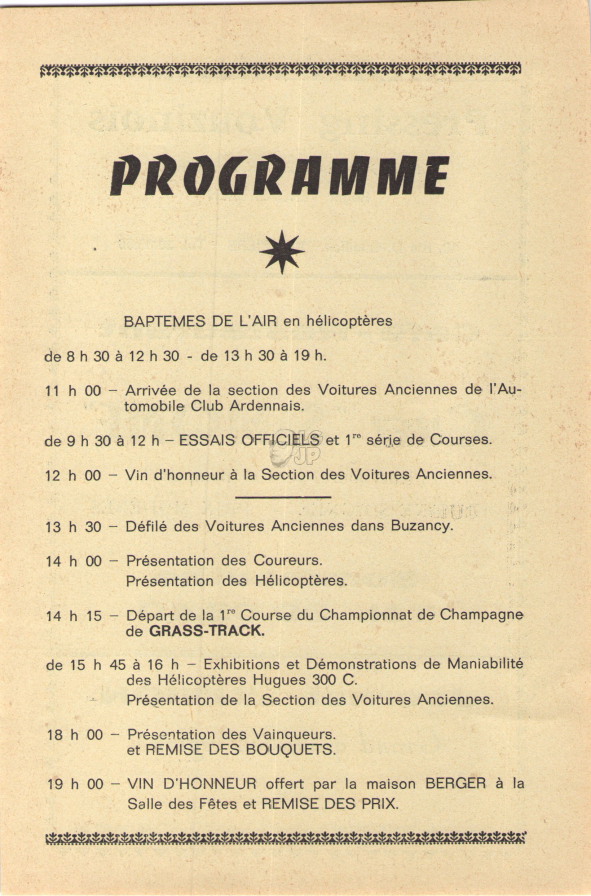 PROGRAMME
BAPTEMES DE L'AIR en hélicoptères
de 8 h 30 à 12 h 30 - de 13 h 30 à 19 h.
11 h 00 – Arrivée de la section des Voitures Anciennes de l'Au-
tomobile Club Ardennais.
de 9 h 30 à 12 h – ESSAIS OFFICIELS et 1re série de Courses.
12 h 00 – Vin d'honneur à la Section des Voitures Anciennes.
13 h 30 – Défilé des Voitures Anciennes dans Buzancy.
14 h 00 – Présentation des Coureurs.
Présentation des Hélicoptères.
14 h 15 – Départ de la 1re Course du Championnat de Champagne
de GRASS-TRACK.
de 15 h 45 à 16 h – Exhibitions et Démonstrations de Maniabilité
des Hélicoptères Hugues 300 C.
Présentation de la Section des Voitures Anciennes.
18 h 00 – Présentation des Vainqueurs.
et REMISE DES BOUQUETS.
19 h 00 – VIN D'HONNEUR offert par la maison BERGER à la
Salle des Fêtes et REMISE DES PRIX.